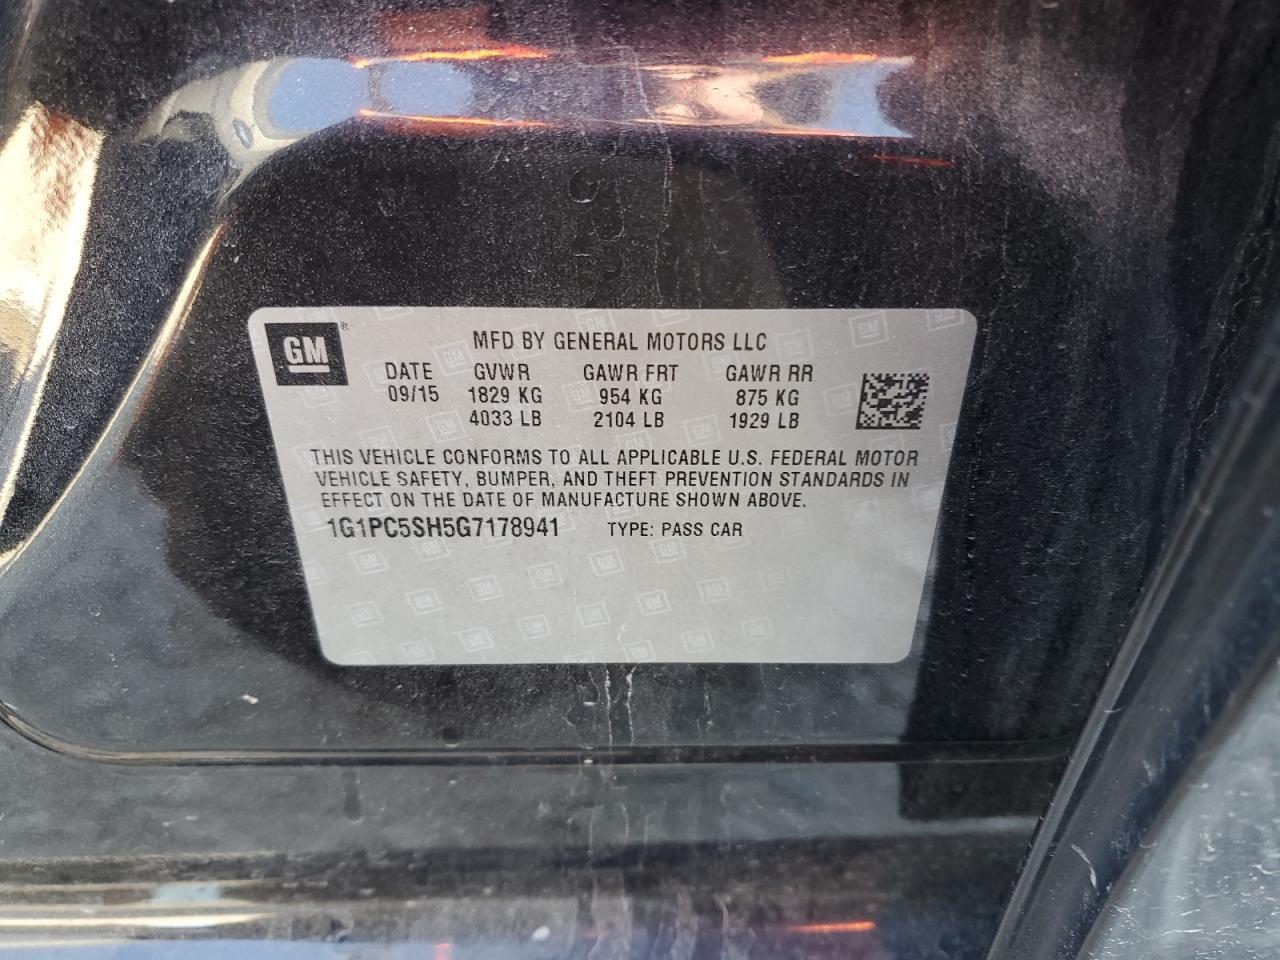 GM ®
MFD BY GENERAL MOTORS LLC
DATE GVWR GAWR FRT GAWR RR
09/15 1829 KG 954 KG 875 KG
4033 LB 2104 LB 1929 LB
THIS VEHICLE CONFORMS TO ALL APPLICABLE U.S. FEDERAL MOTOR
VEHICLE SAFETY, BUMPER, AND THEFT PREVENTION STANDARDS IN
EFFECT ON THE DATE OF MANUFACTURE SHOWN ABOVE.
1G1PC5SH5G7178941 TYPE: PASS CAR